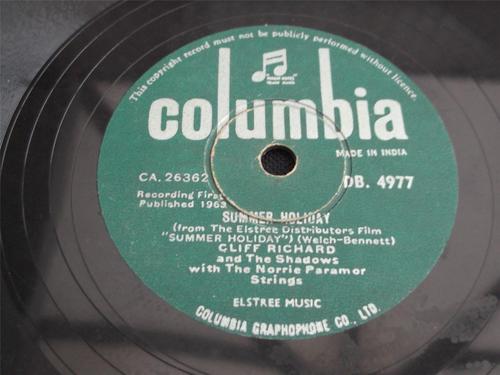 This copyright record must not be publicly performed without licence.
columbia
MADE IN INDIA
CA. 26362
DB. 4977
Recording First
Published 1963
SUMMER HOLIDAY
(from The Elstree Distributors Film
"SUMMER HOLIDAY") (Welch-Bennett)
CLIFF RICHARD
and The Shadows
with The Norrie Paramor
Strings
ELSTREE MUSIC
COLUMBIA GRAPHOPHONE CO., LTD.